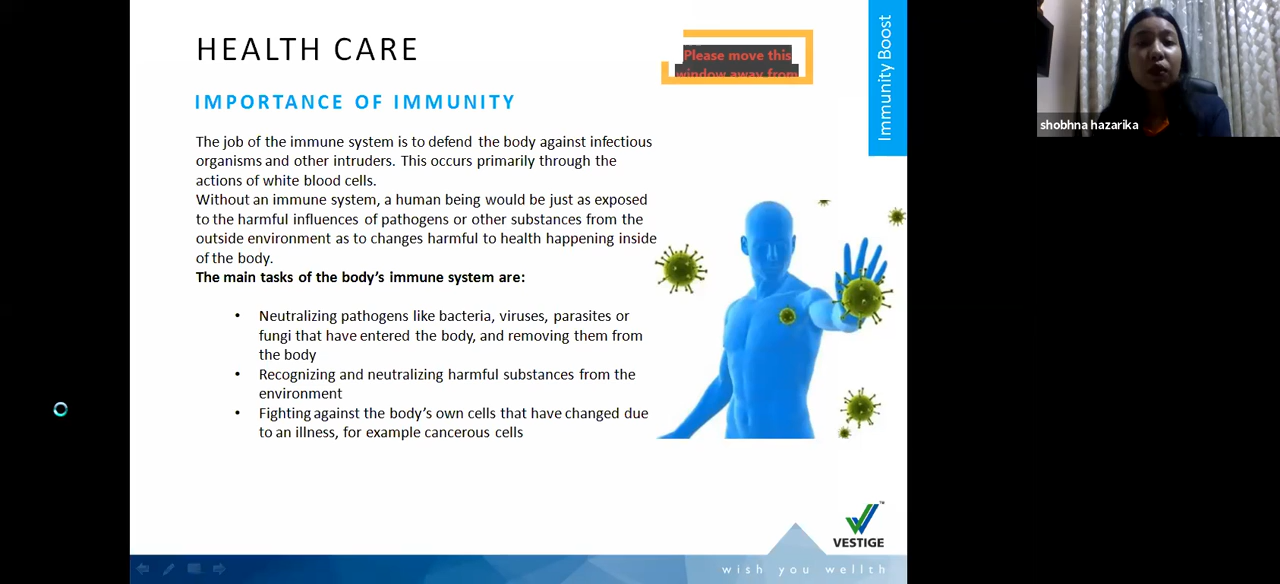 HEALTH CARE
Please move this
window away from
Immunity Boost
shobhna hazarika
IMPORTANCE OF IMMUNITY
The job of the immune system is to defend the body against infectious
organisms and other intruders. This occurs primarily through the
actions of white blood cells.
Without an immune system, a human being would be just as exposed
to the harmful influences of pathogens or other substances from the
outside environment as to changes harmful to health happening inside
of the body.
The main tasks of the body's immune system are:
• Neutralizing pathogens like bacteria, viruses, parasites or
fungi that have entered the body, and removing them from
the body
• Recognizing and neutralizing harmful substances from the
environment
• Fighting against the body's own cells that have changed due
to an illness, for example cancerous cells
TM
VESTIGE
wish you wellth